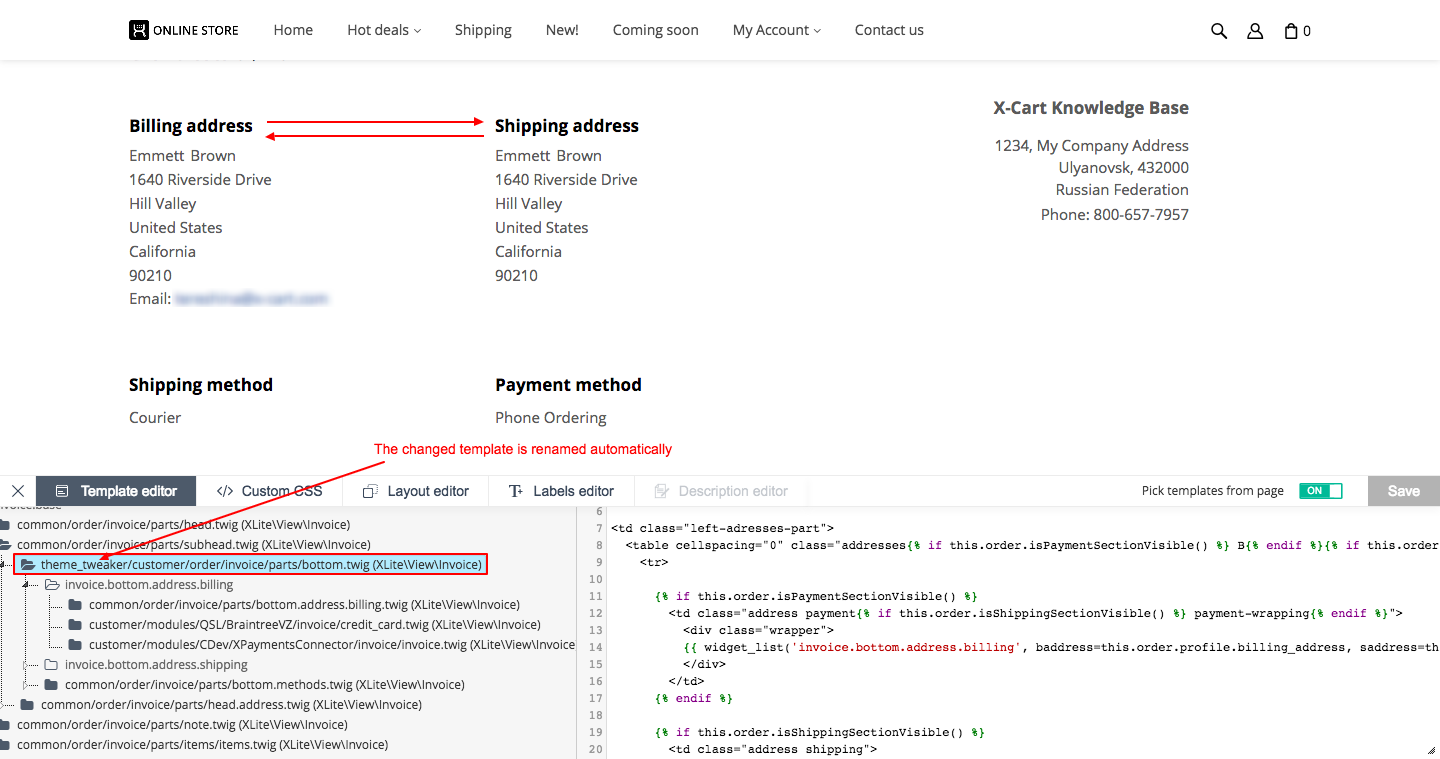 ONLINE STORE Home Hot deals Shipping New! Coming soon My Account Contact us 0
X-Cart Knowledge Base
1234, My Company Address
Ulyanovsk, 432000
Russian Federation
Phone: 800-657-7957
Billing address
Emmett Brown
1640 Riverside Drive
Hill Valley
United States
California
90210
Email:
Shipping address
Emmett Brown
1640 Riverside Drive
Hill Valley
United States
California
90210
Shipping method
Courier
Payment method
Phone Ordering
The changed template is renamed automatically
Template editor </> Custom CSS Layout editor T+ Labels editor Description editor Pick templates from page ON Save
common/order/invoice/parts/head.twig (XLite\View\Invoice)
common/order/invoice/parts/subhead.twig (XLite\View\Invoice)
theme_tweaker/customer/order/invoice/parts/bottom.twig (XLite\View\Invoice)
invoice.bottom.address.billing
common/order/invoice/parts/bottom.address.billing.twig (XLite\View\Invoice)
customer/modules/QSL/BraintreeVZ/invoice/credit_card.twig (XLite\View\Invoice)
customer/modules/CDev/XPaymentsConnector/invoice/invoice.twig (XLite\View\Invoice
invoice.bottom.address.shipping
common/order/invoice/parts/bottom.methods.twig (XLite\View\Invoice)
common/order/invoice/parts/head.address.twig (XLite\View\Invoice)
common/order/invoice/parts/note.twig (XLite\View\Invoice)
common/order/invoice/parts/items/items.twig (XLite\View\Invoice)
6
7 <td class="left-adresses-part">
8 <table cellspacing="0" class="addresses{% if this.order.isPaymentSectionVisible() %} B{% endif %}{% if this.order
9 <tr>
10
11 {% if this.order.isPaymentSectionVisible() %}
12 <td class="address payment{% if this.order.isShippingSectionVisible() %} payment-wrapping{% endif %}">
13 <div class="wrapper">
14 {{ widget_list('invoice.bottom.address.billing', baddress=this.order.profile.billing_address, saddress=th
15 </div>
16 </td>
17 {% endif %}
18
19 {% if this.order.isShippingSectionVisible() %}
20 <td class="address shipping">